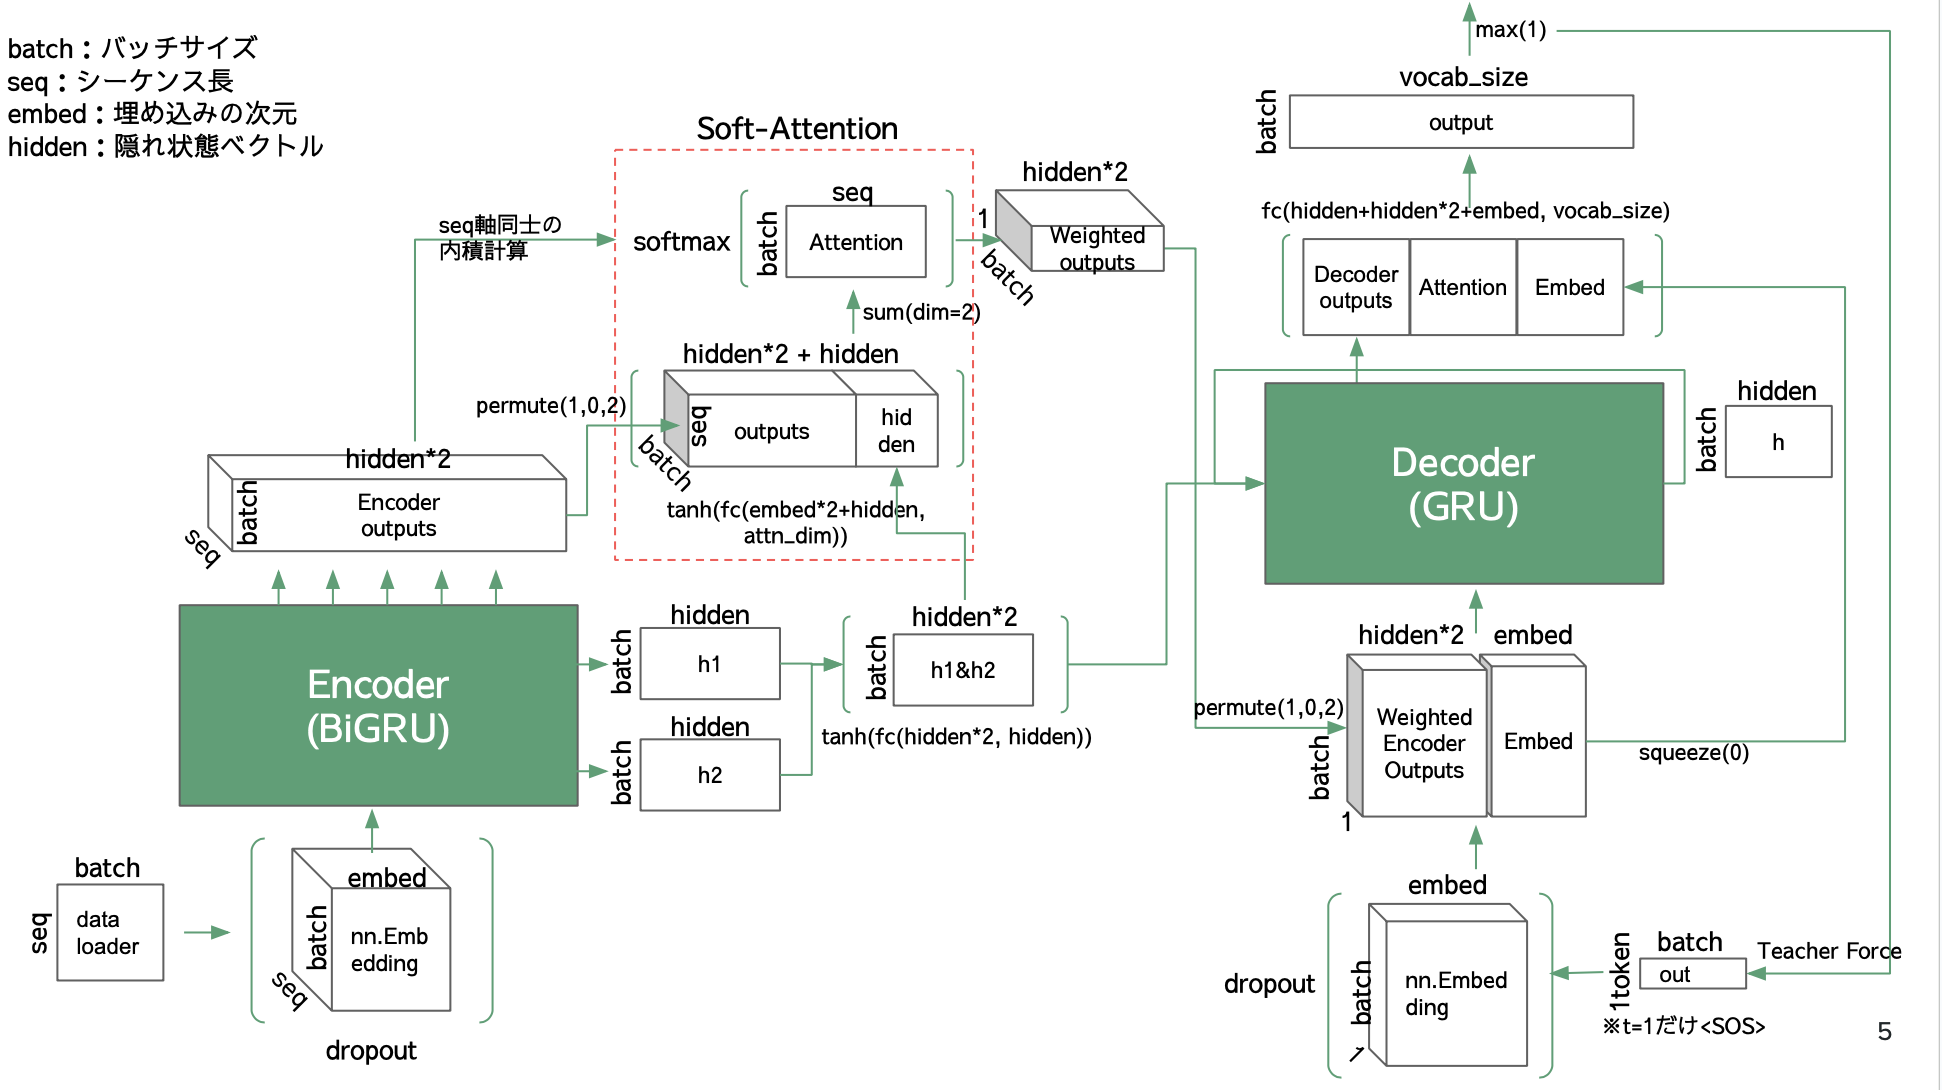 batch：バッチサイズ
seq：シーケンス長
embed：埋め込みの次元
hidden：隠れ状態ベクトル
seq軸同士の
内積計算
Soft-Attention
softmax
seq
batch
Attention
sum(dim=2)
hidden*2 + hidden
permute(1,0,2)
seq
batch
outputs
hid
den
tanh(fc(embed*2+hidden,
attn_dim))
hidden*2
1
batch
Weighted
outputs
hidden*2
batch
seq
Encoder
outputs
Encoder
(BiGRU)
hidden
batch
h1
hidden
batch
h2
hidden*2
batch
h1&h2
tanh(fc(hidden*2, hidden))
batch
seq
data
loader
embed
batch
seq
nn.Emb
edding
dropout
max(1)
vocab_size
batch
output
fc(hidden+hidden*2+embed, vocab_size)
Decoder
outputs
Attention
Embed
Decoder
(GRU)
hidden
batch
h
hidden*2
embed
permute(1,0,2)
batch
1
Weighted
Encoder
Outputs
Embed
squeeze(0)
embed
dropout
batch
1
nn.Embed
ding
1token
batch
out
Teacher Force
※t=1だけ<SOS>
5